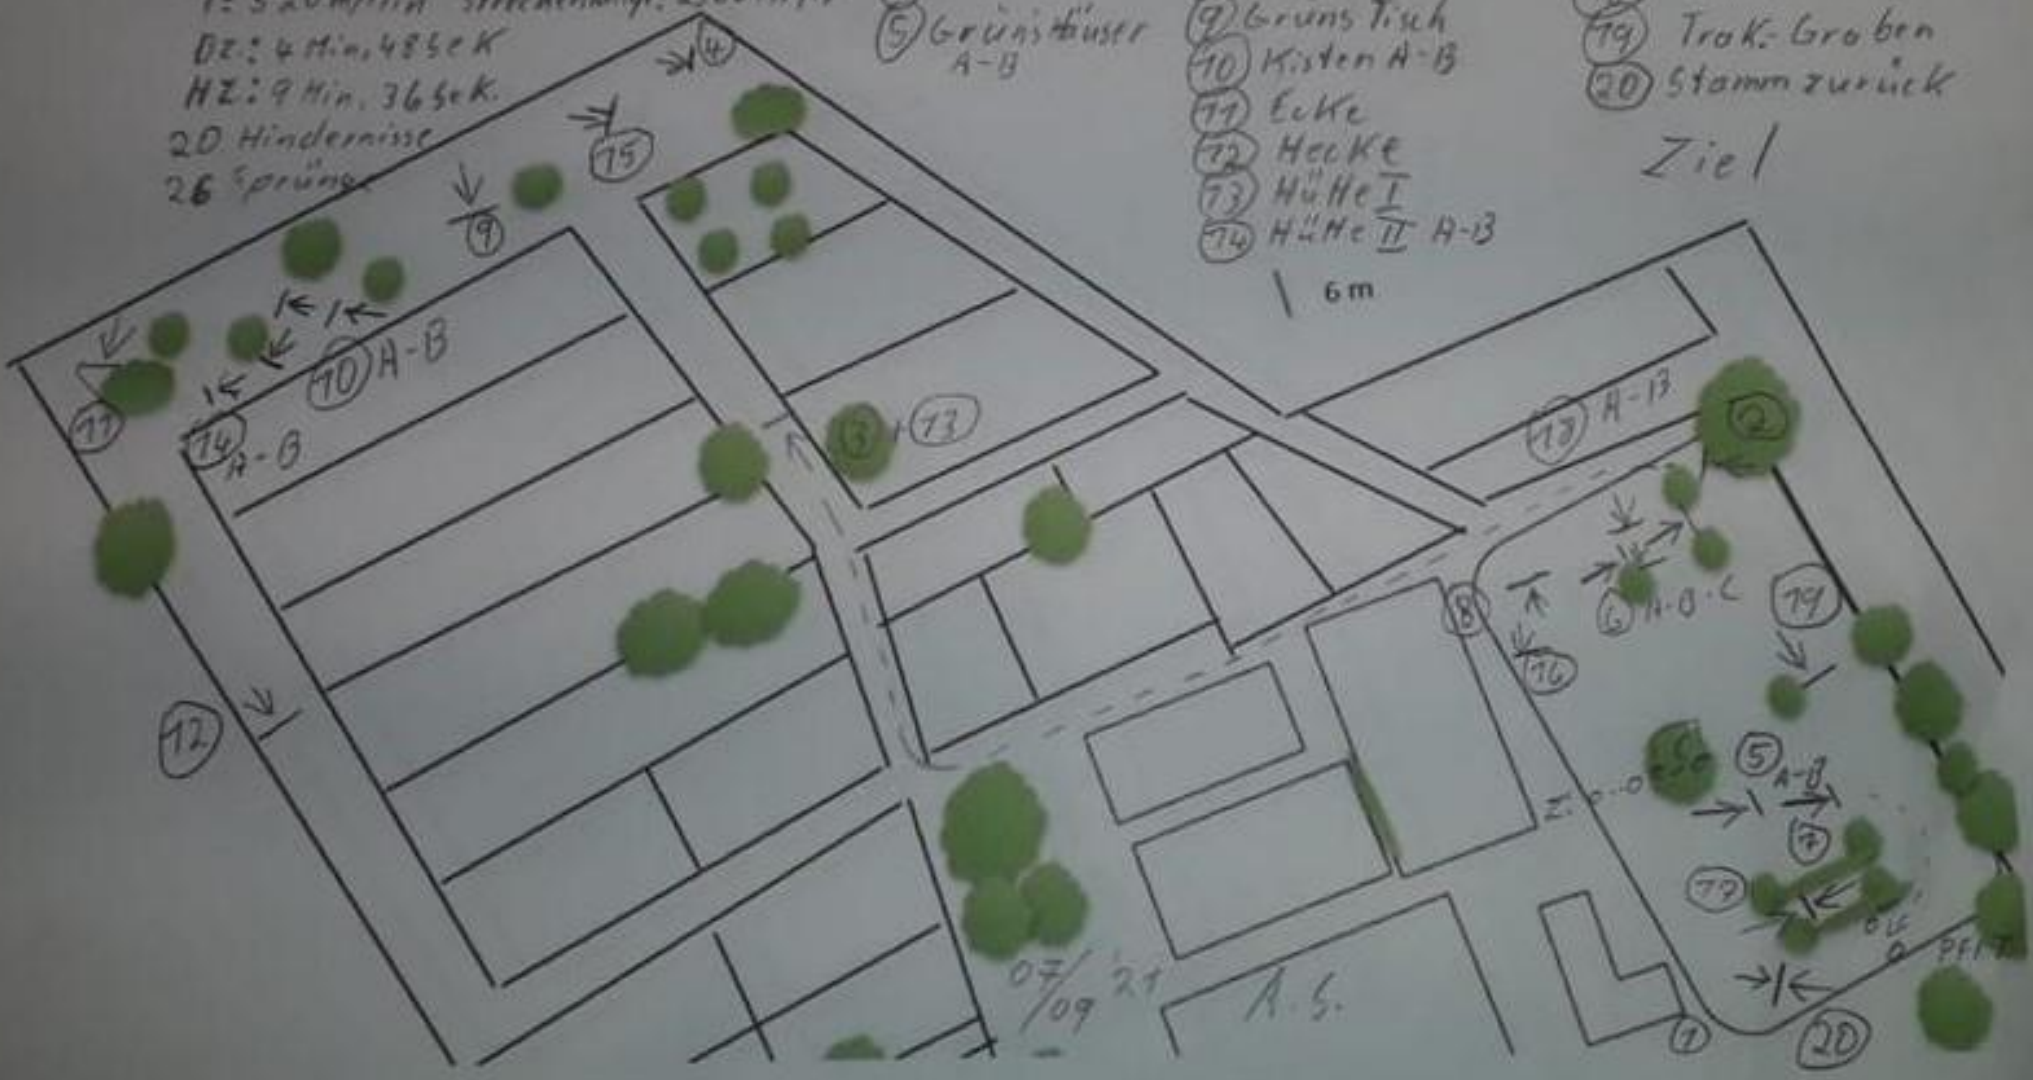 BZ: 4 Min. 48 Sek
HZ: 9 Min. 36 Sek.
20 Hindernisse
26 Sprünge
5 Grünshäuser
A-B
9 Grüns Tisch
10 Kisten A-B
11 Ecke
12 Hecke
13 Hütte I
14 Hütte II A-B
19 Trak.-Graben
20 Stamm zurück
Ziel
6 m
4
15
9
10 A-B
11
14 A-B
3
13
18 A-B
2
6 A-B-C
19
8
16
12
5 A-B
7
17
Z.
07/09 '21
A.S.
1
20